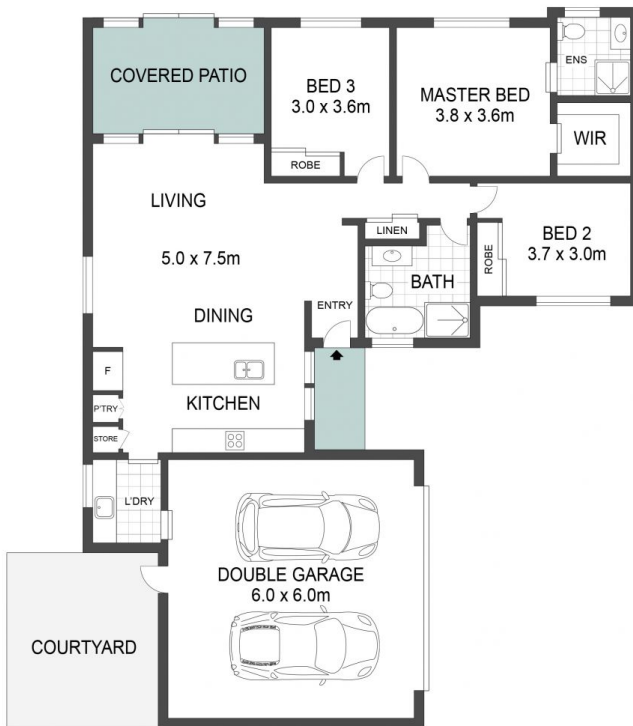 COVERED PATIO
BED 3
3.0 x 3.6m
ROBE
MASTER BED
3.8 x 3.6m
ENS
WIR
LIVING
5.0 x 7.5m
DINING
LINEN
BATH
ROBE
BED 2
3.7 x 3.0m
ENTRY
F
P'TRY
STORE
KITCHEN
L'DRY
DOUBLE GARAGE
6.0 x 6.0m
COURTYARD